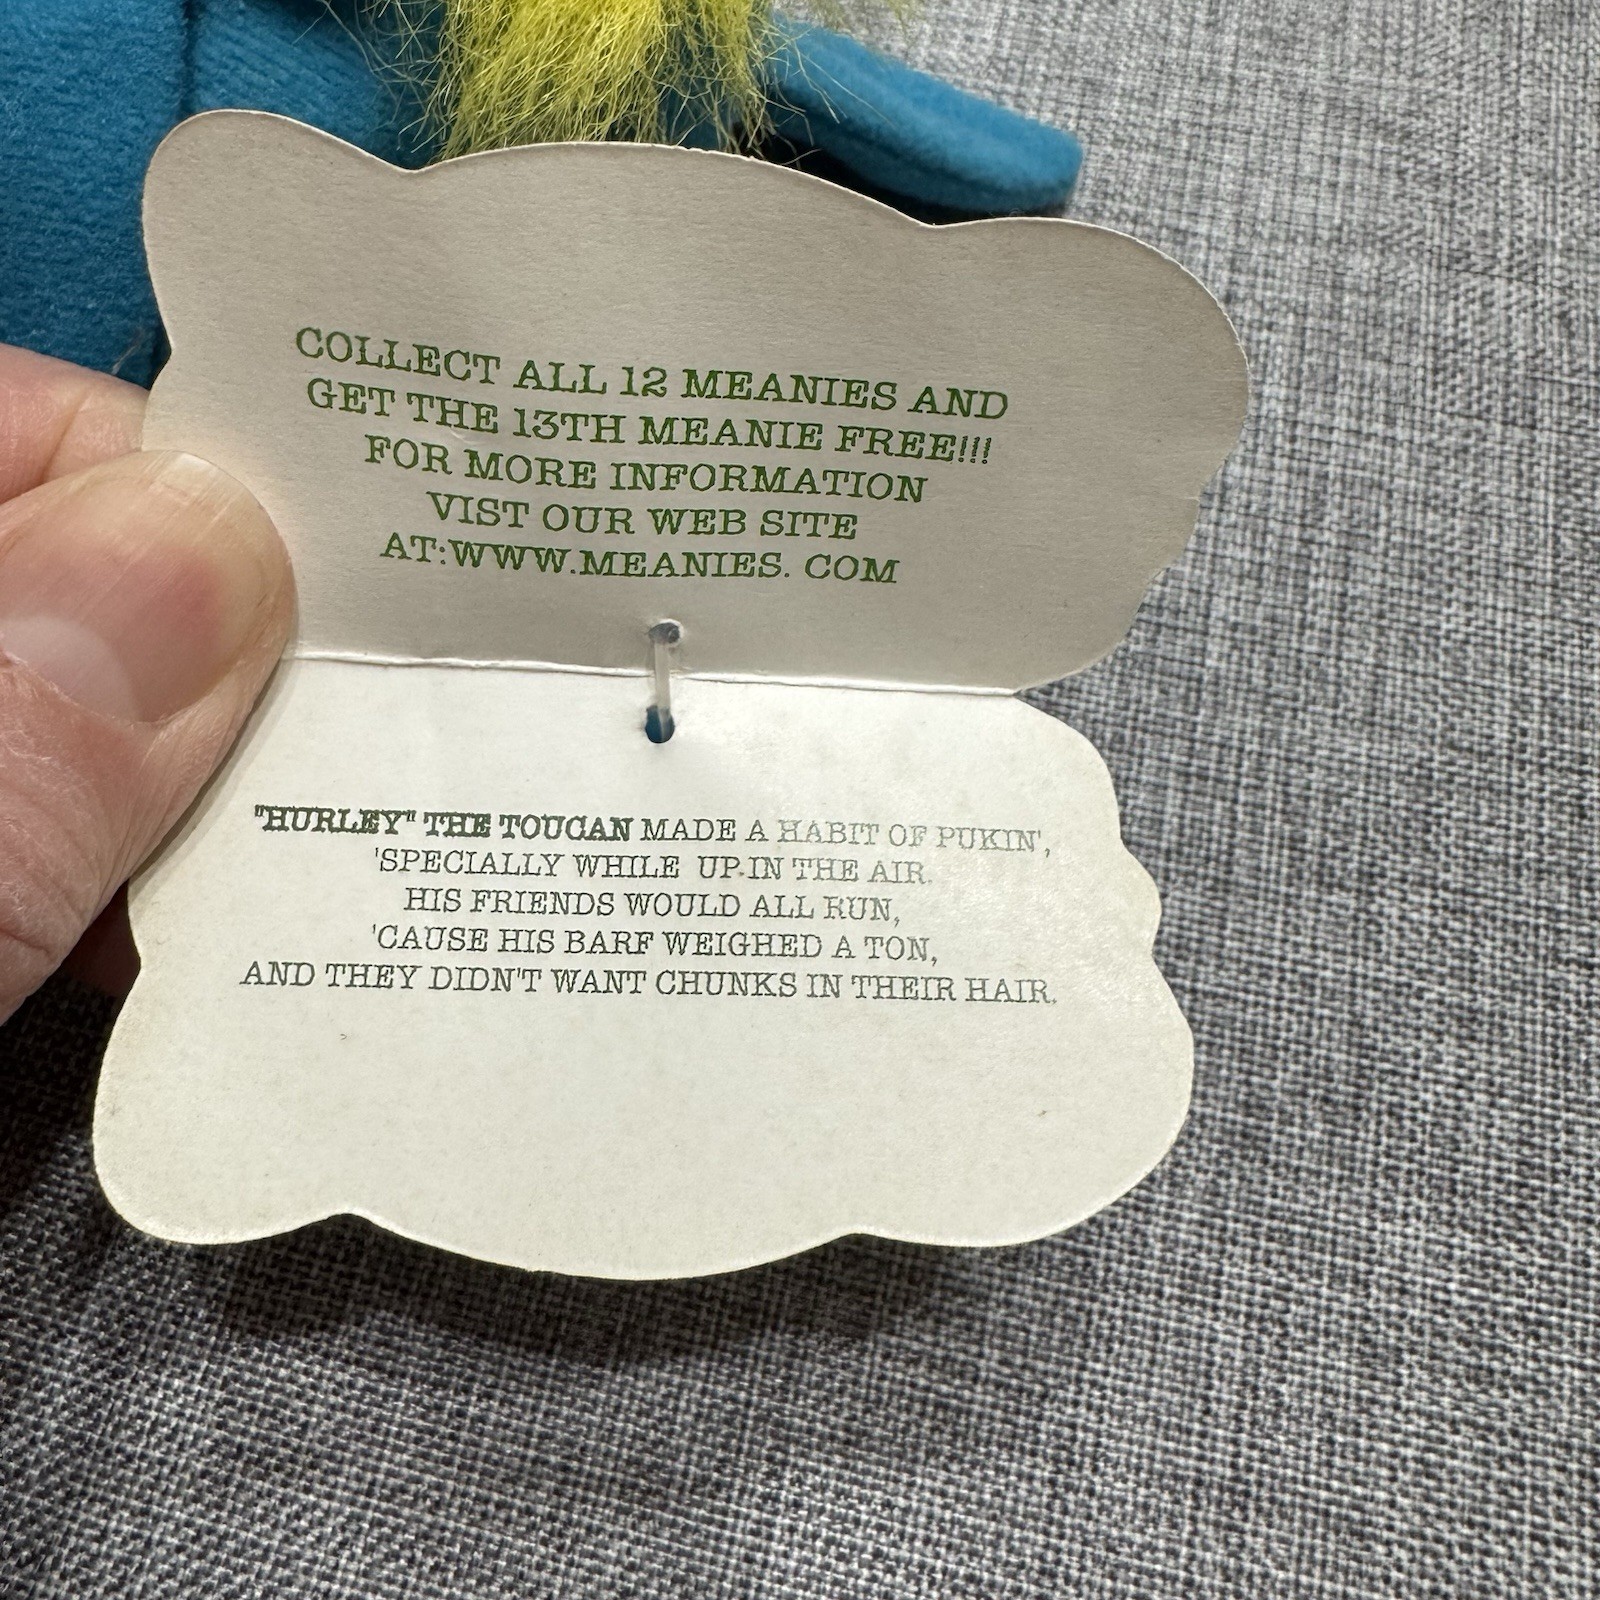 COLLECT ALL 12 MEANIES AND
GET THE 13TH MEANIE FREE!!!
FOR MORE INFORMATION
VIST OUR WEB SITE
AT:WWW.MEANIES. COM
"HURLEY" THE TOUCAN MADE A HABIT OF PUKIN',
'SPECIALLY WHILE UP IN THE AIR.
HIS FRIENDS WOULD ALL RUN,
'CAUSE HIS BARF WEIGHED A TON,
AND THEY DIDN'T WANT CHUNKS IN THEIR HAIR.